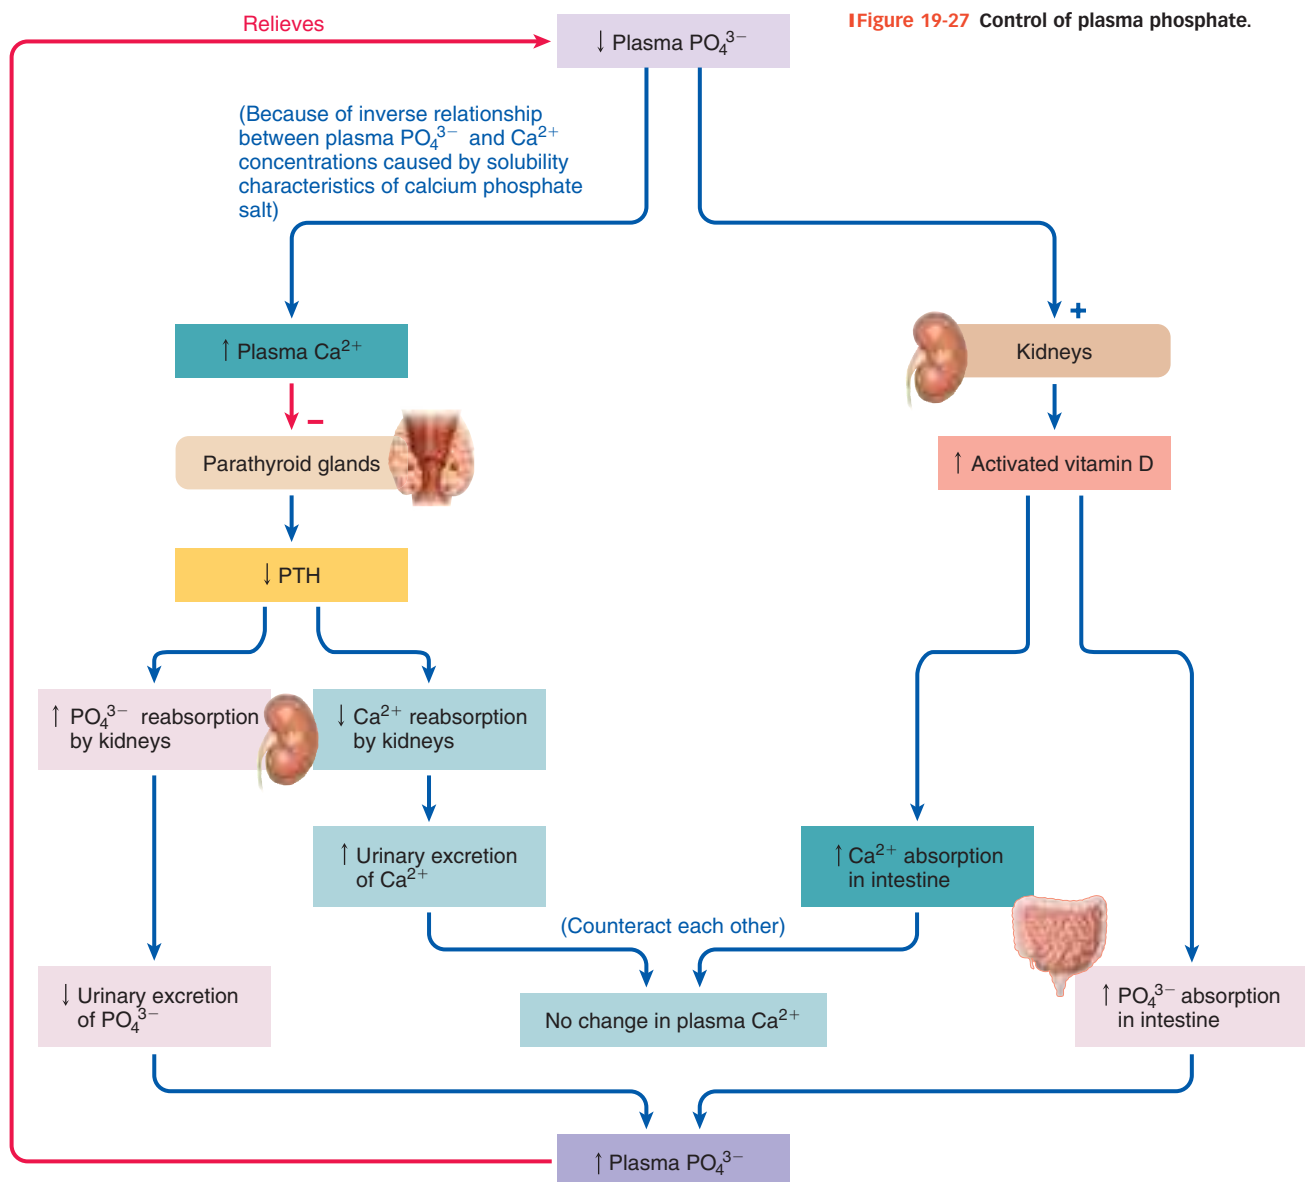 Relieves
❙Figure 19-27 Control of plasma phosphate.
↓ Plasma PO₄³⁻
(Because of inverse relationship
between plasma PO₄³⁻ and Ca²⁺
concentrations caused by solubility
characteristics of calcium phosphate
salt)
+
↑ Plasma Ca²⁺
Kidneys
−
Parathyroid glands
↑ Activated vitamin D
↓ PTH
↑ PO₄³⁻ reabsorption
by kidneys
↓ Ca²⁺ reabsorption
by kidneys
↑ Urinary excretion
of Ca²⁺
↑ Ca²⁺ absorption
in intestine
(Counteract each other)
↓ Urinary excretion
of PO₄³⁻
No change in plasma Ca²⁺
↑ PO₄³⁻ absorption
in intestine
↑ Plasma PO₄³⁻